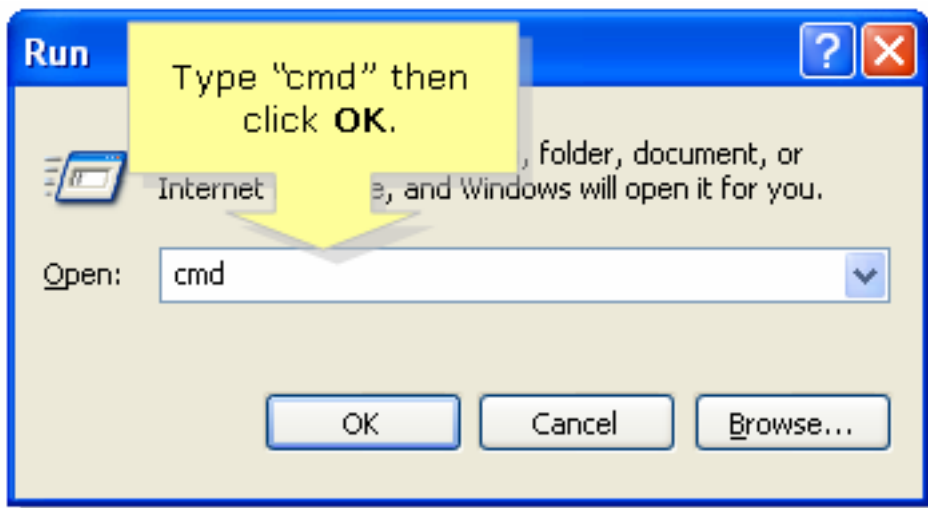 Run
Type “cmd” then
click OK.
, folder, document, or
Internet , and Windows will open it for you.
Open:
cmd
OK
Cancel
Browse...